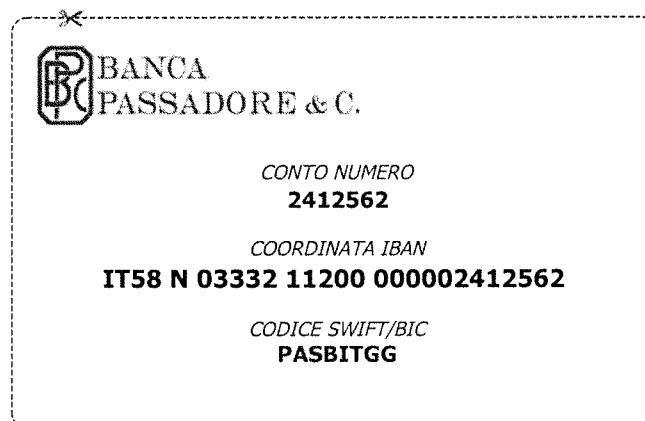 BANCA
PASSADORE & C.
CONTO NUMERO
2412562
COORDINATA IBAN
IT58 N 03332 11200 000002412562
CODICE SWIFT/BIC
PASBITGG